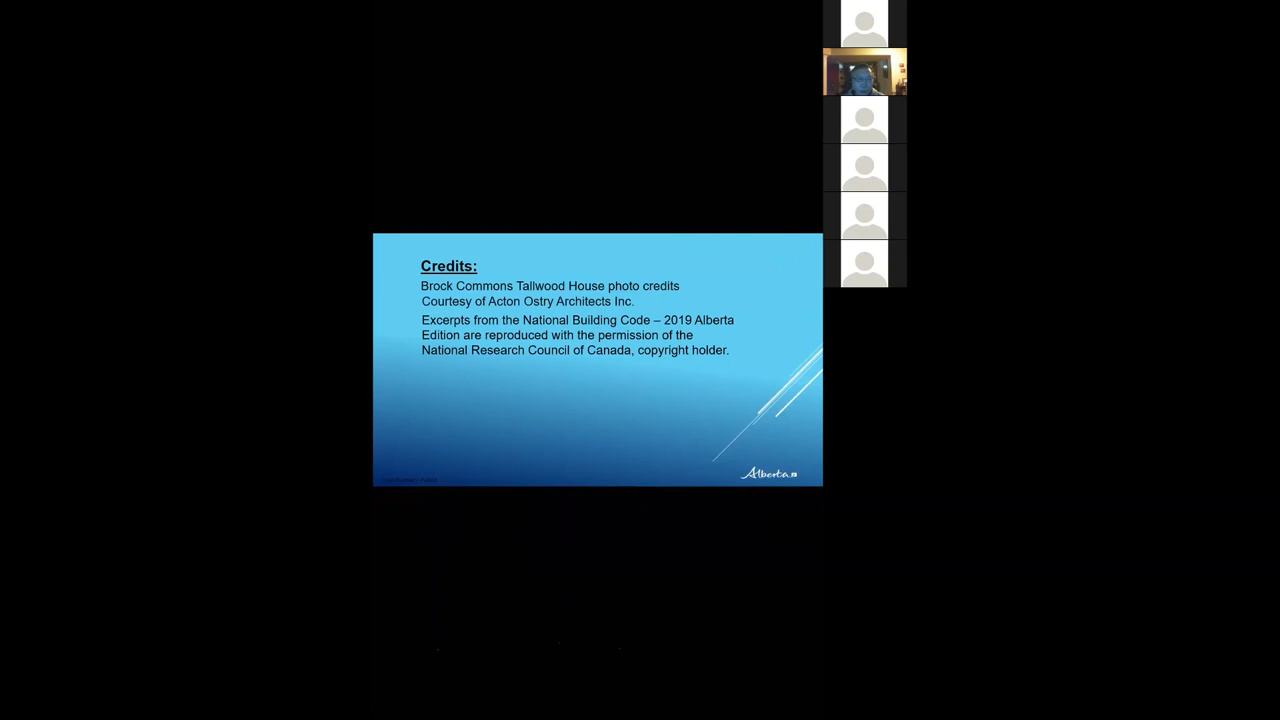 Credits:
Brock Commons Tallwood House photo credits
Courtesy of Acton Ostry Architects Inc.
Excerpts from the National Building Code – 2019 Alberta
Edition are reproduced with the permission of the
National Research Council of Canada, copyright holder.
Alberta